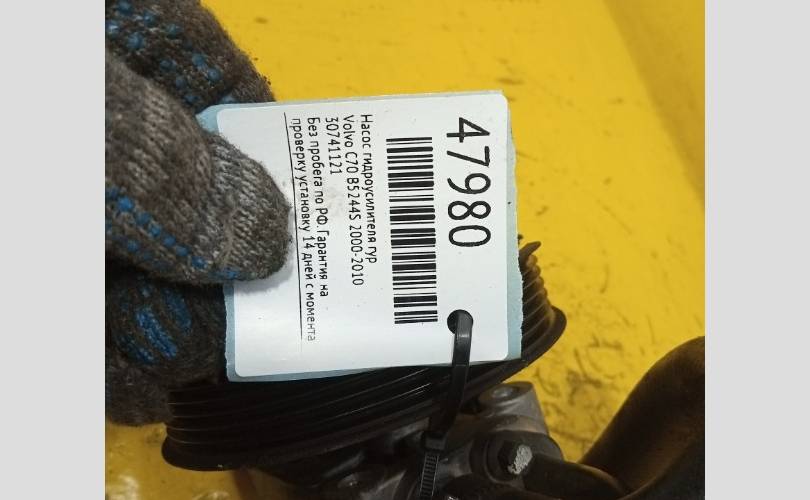 47980
Насос гидроусилителя гур
Volvo C70 B5244S 2000-2010
30741121
Без пробега по РФ. Гарантия на
проверку установку 14 дней с момента